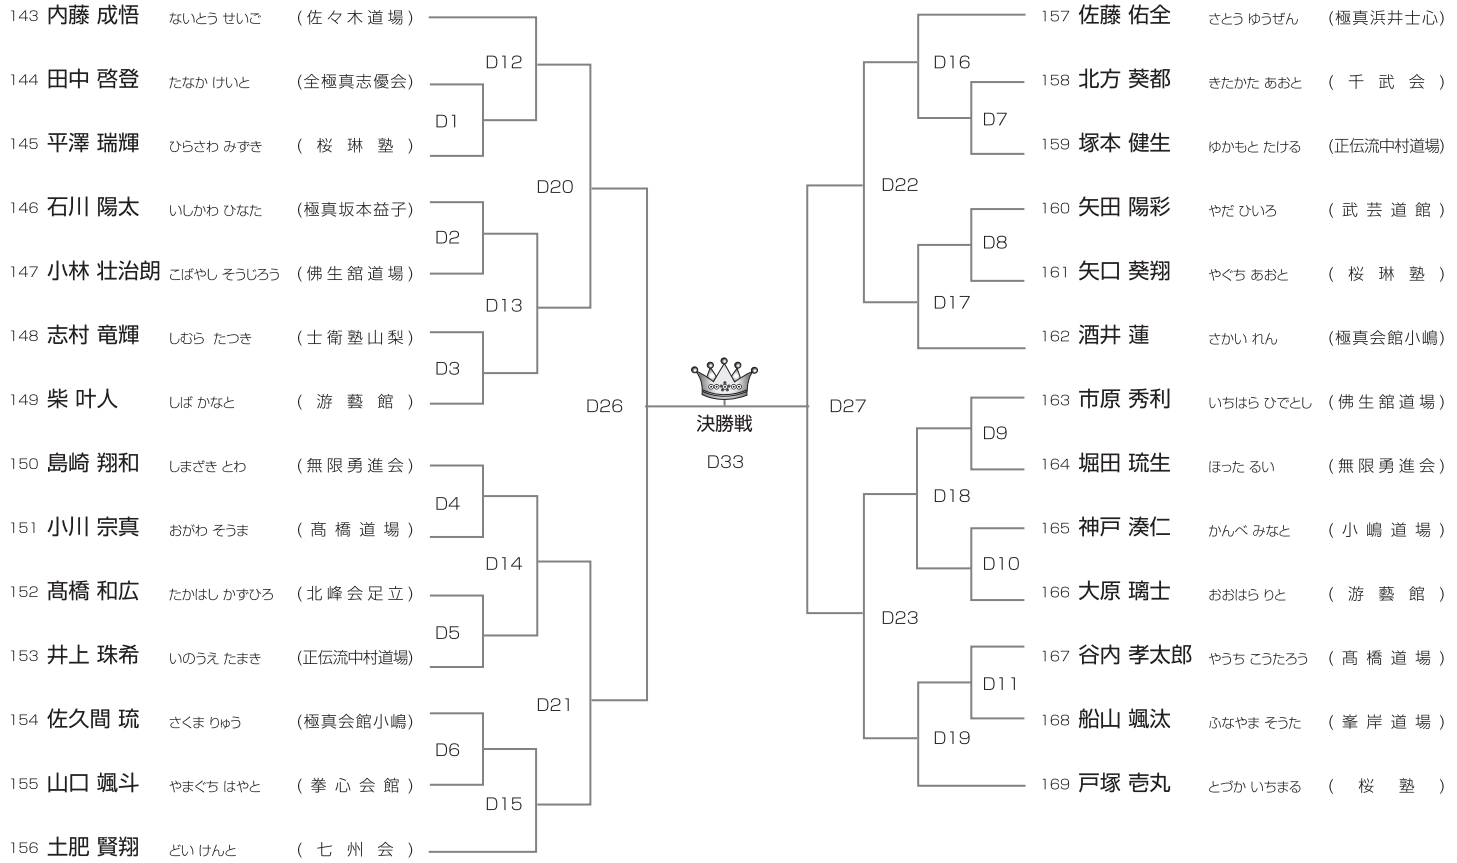 143 内藤 成悟 ないとう せいご (佐々木道場)
144 田中 啓登 たなか けいと (全極真志優会)
145 平澤 瑞輝 ひらさわ みずき (桜琳塾)
146 石川 陽太 いしかわ ひなた (極真坂本益子)
147 小林 壮治朗 こばやし そうじろう (佛生舘道場)
148 志村 竜輝 しむら たつき (士衛塾山梨)
149 柴 叶人 しば かなと (游藝館)
150 島崎 翔和 しまざき とわ (無限勇進会)
151 小川 宗真 おがわ そうま (髙橋道場)
152 髙橋 和広 たかはし かずひろ (北峰会足立)
153 井上 珠希 いのうえ たまき (正伝流中村道場)
154 佐久間 琉 さくま りゅう (極真会館小嶋)
155 山口 颯斗 やまぐち はやと (拳心会館)
156 土肥 賢翔 どい けんと (七州会)
D12
D1
D20
D2
D13
D3
D26
D4
D14
D5
D21
D6
D15
決勝戦
D33
D16
D7
D22
D8
D17
D27
D9
D18
D10
D23
D11
D19
157 佐藤 佑全 さとう ゆうぜん (極真浜井士心)
158 北方 葵都 きたかた あおと (千武会)
159 塚本 健生 ゆかもと たける (正伝流中村道場)
160 矢田 陽彩 やだ ひいろ (武芸道館)
161 矢口 葵翔 やぐち あおと (桜琳塾)
162 酒井 蓮 さかい れん (極真会館小嶋)
163 市原 秀利 いちはら ひでとし (佛生舘道場)
164 堀田 琉生 ほった るい (無限勇進会)
165 神戸 湊仁 かんべ みなと (小嶋道場)
166 大原 璃士 おおはら りと (游藝館)
167 谷内 孝太郎 やうち こうたろう (髙橋道場)
168 船山 颯汰 ふなやま そうた (峯岸道場)
169 戸塚 壱丸 とづか いちまる (桜塾)